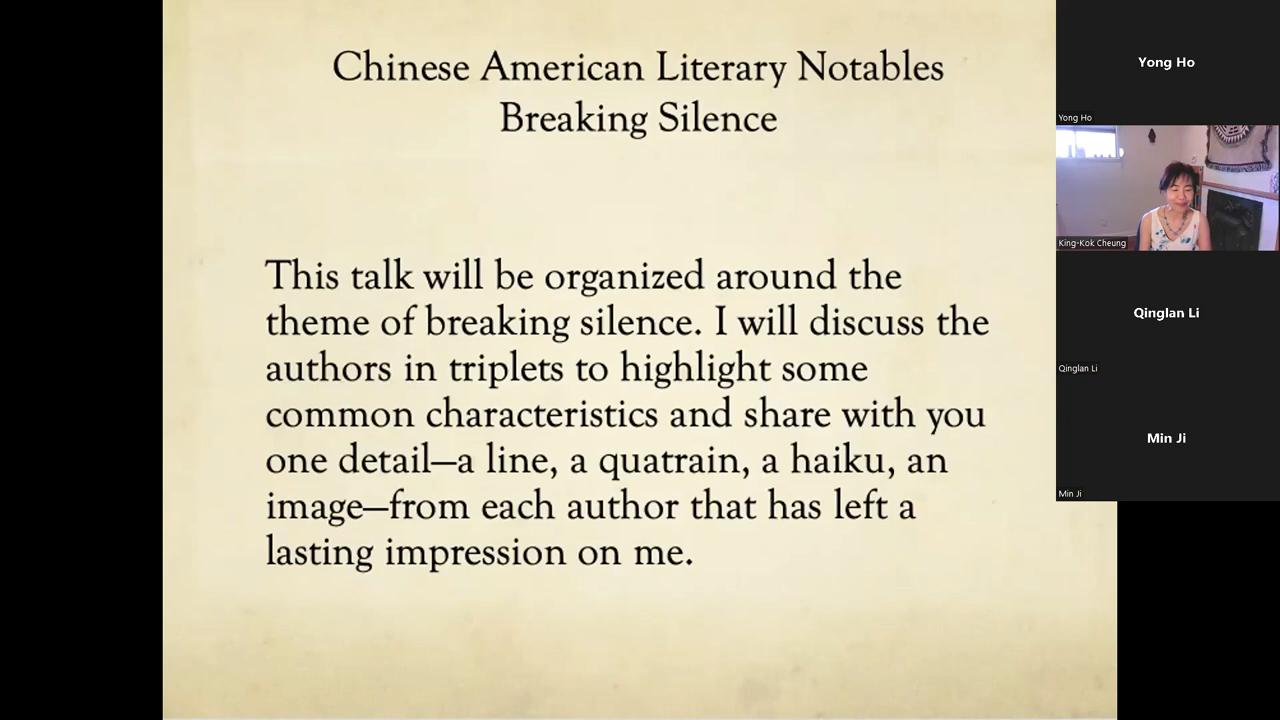 Chinese American Literary Notables
Breaking Silence
This talk will be organized around the
theme of breaking silence. I will discuss the
authors in triplets to highlight some
common characteristics and share with you
one detail—a line, a quatrain, a haiku, an
image—from each author that has left a
lasting impression on me.
Yong Ho
Yong Ho
King-Kok Cheung
Qinglan Li
Qinglan Li
Min Ji
Min Ji